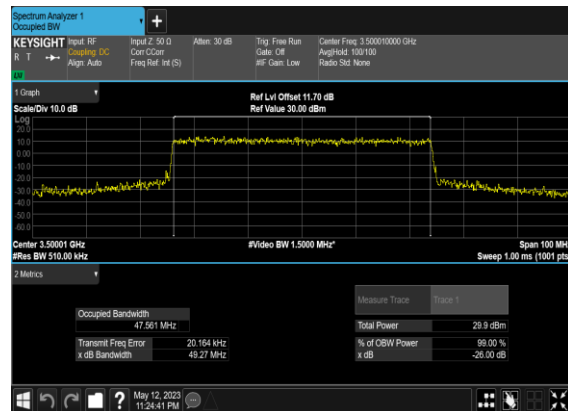 Spectrum Analyzer 1
Occupied BW
+
KEYSIGHT Input: RF Input Z: 50 Ω Atten: 30 dB Trig: Free Run Center Freq: 3.500010000 GHz
R T Coupling: DC Corr CCorr Gate: Off Avg|Hold: 100/100
Align: Auto Freq Ref: Int (S) #IF Gain: Low Radio Std: None
LW
1 Graph
Ref Lvl Offset 11.70 dB
Scale/Div 10.0 dB Ref Value 30.00 dBm
Log
20.0
10.0
0.00
-10.0
-20.0
-30.0
-40.0
-50.0
-60.0
Center 3.50001 GHz #Video BW 1.5000 MHz* Span 100 MH
#Res BW 510.00 kHz Sweep 1.00 ms (1001 pts
2 Metrics
Measure Trace Trace 1
Occupied Bandwidth
47.561 MHz Total Power 29.9 dBm
Transmit Freq Error 20.164 kHz % of OBW Power 99.00 %
x dB Bandwidth 49.27 MHz x dB -26.00 dB
? May 12, 2023
11:24:41 PM